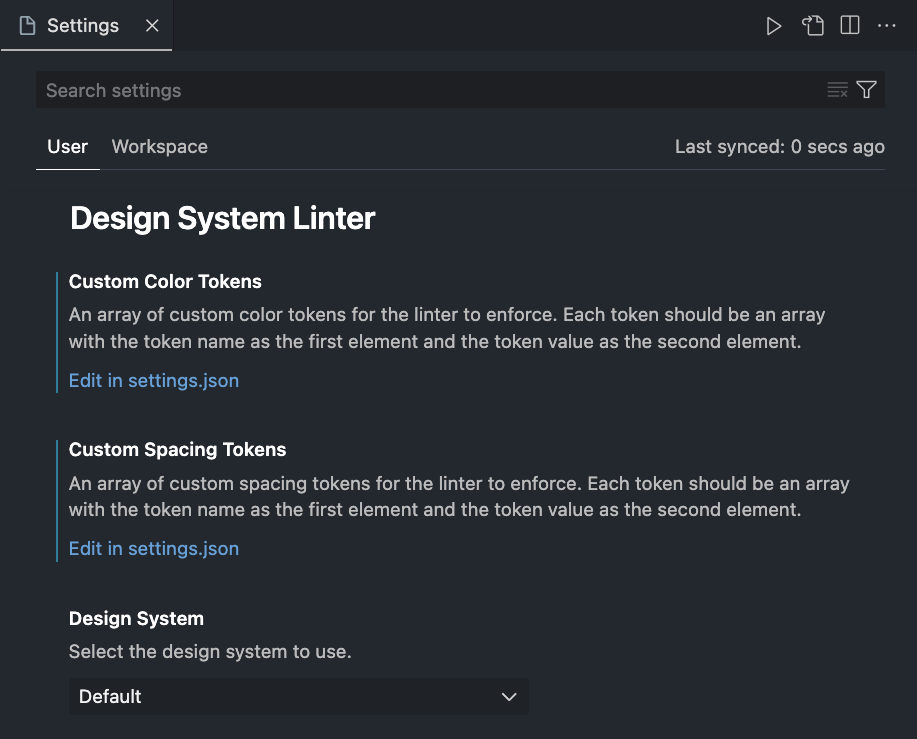 Settings
Search settings
User Workspace Last synced: 0 secs ago
Design System Linter
Custom Color Tokens
An array of custom color tokens for the linter to enforce. Each token should be an array
with the token name as the first element and the token value as the second element.
Edit in settings.json
Custom Spacing Tokens
An array of custom spacing tokens for the linter to enforce. Each token should be an array
with the token name as the first element and the token value as the second element.
Edit in settings.json
Design System
Select the design system to use.
Default